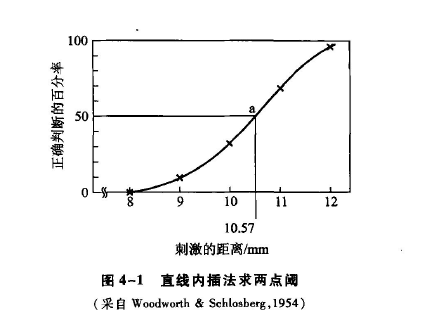 100
50
0
正确判断的百分率
a
8 9 10 11 12
10.57
刺激的距离/mm
图 4-1 直线内插法求两点阈
(采自 Woodworth & Schlosberg,1954)